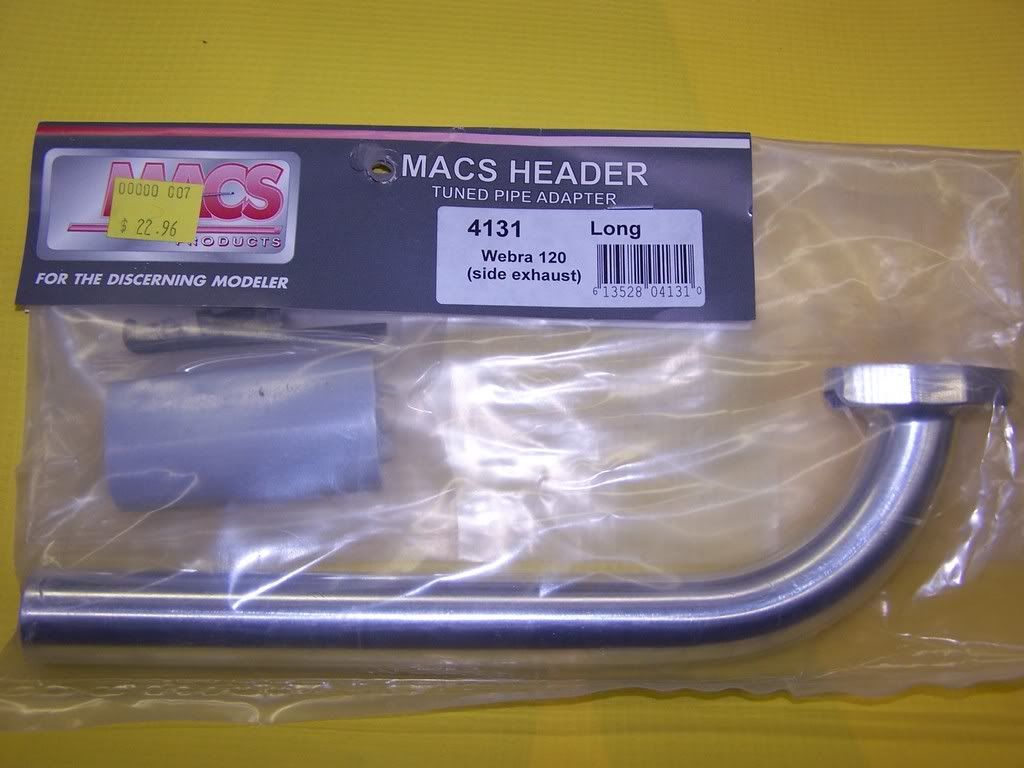 MACS
PRODUCTS
00000 G07
$ 22.96
FOR THE DISCERNING MODELER
MACS HEADER
TUNED PIPE ADAPTER
4131 Long
Webra 120
(side exhaust)
6 13528 04131 0